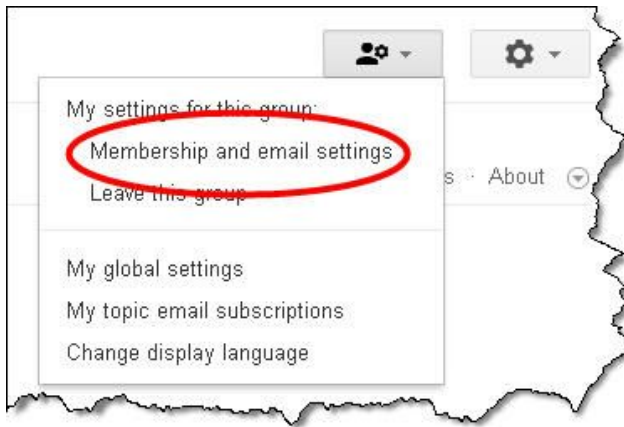 My settings for this group:
Membership and email settings
Leave this group
s · About
My global settings
My topic email subscriptions
Change display language